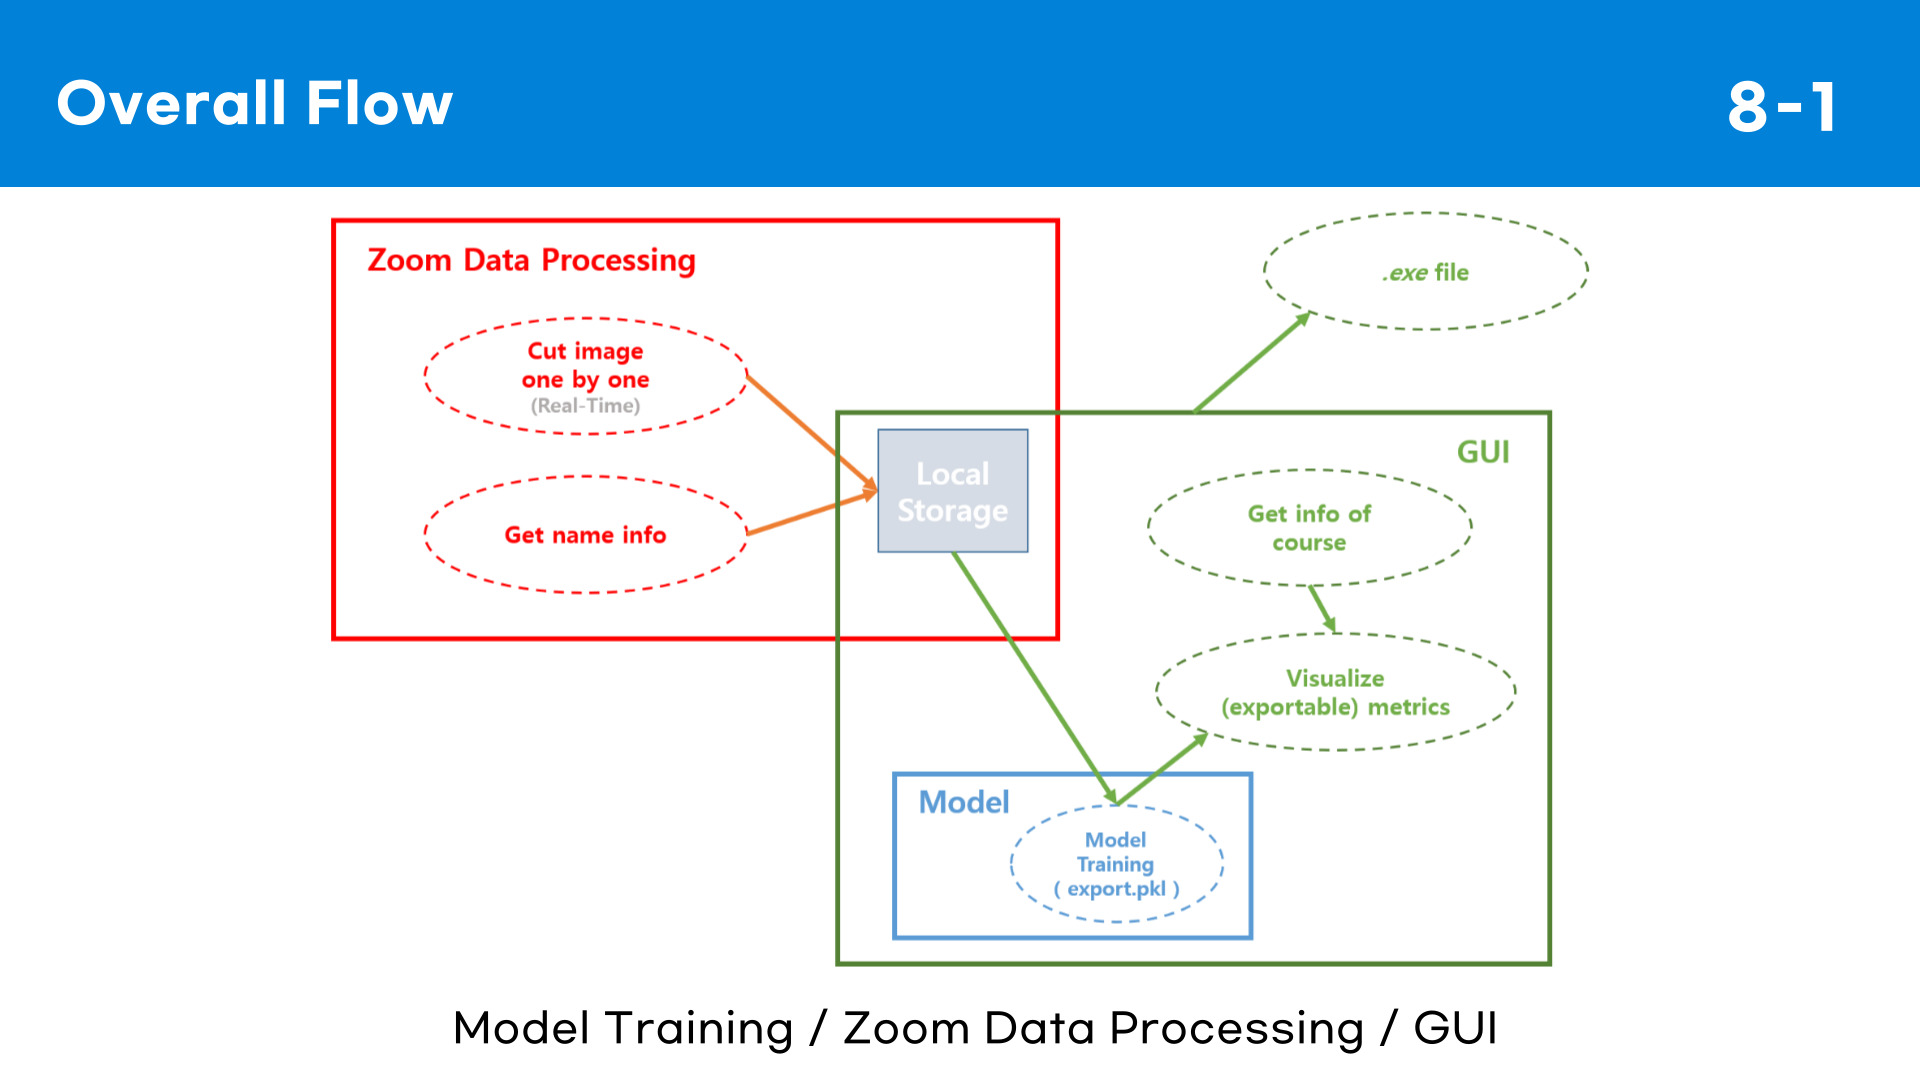 Overall Flow
8-1
Zoom Data Processing
Cut image
one by one
(Real-Time)
Get name info
Local
Storage
.exe file
GUI
Get info of
course
Visualize
(exportable) metrics
Model
Model
Training
( export.pkl )
Model Training / Zoom Data Processing / GUI